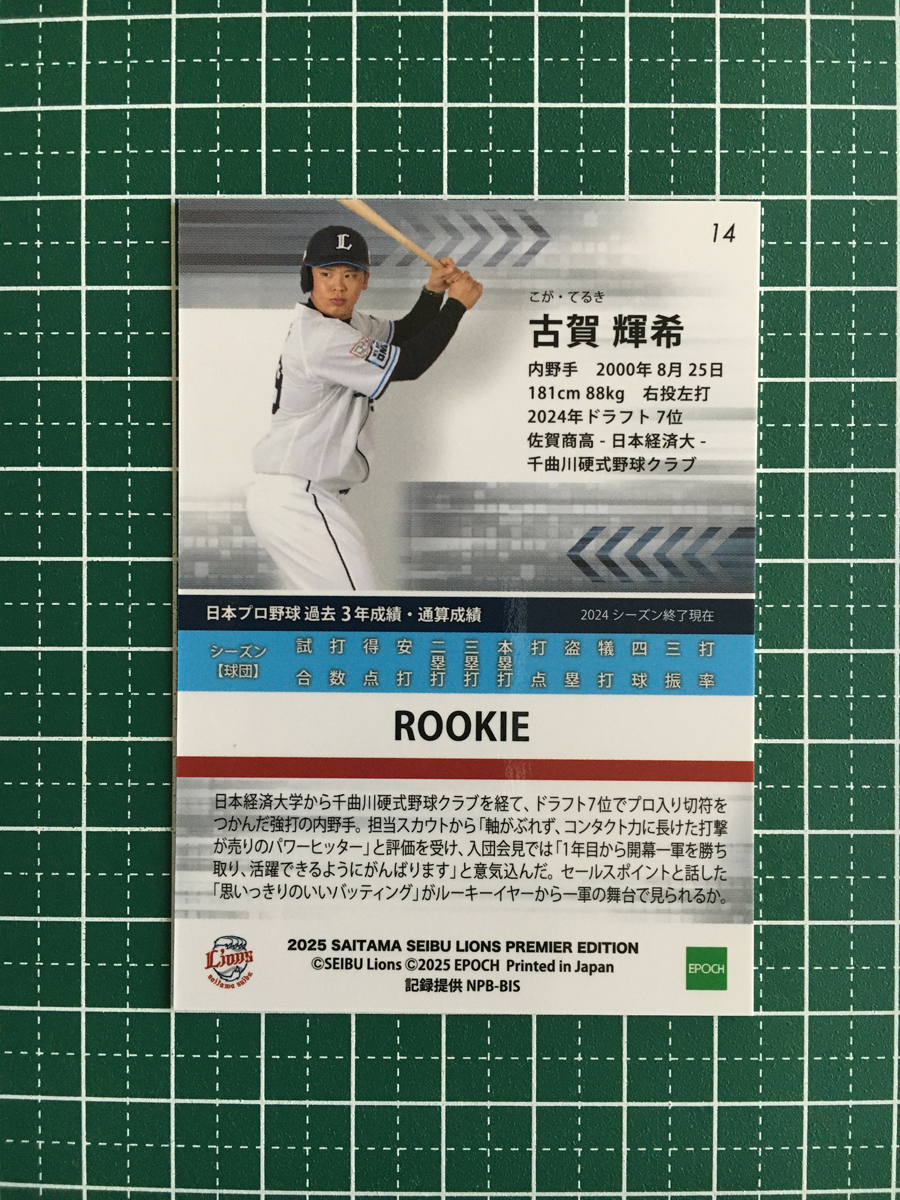 14
こが・てるき
古賀 輝希
内野手 2000年 8月 25日
181cm 88kg 右投左打
2024年ドラフト 7位
佐賀商高 - 日本経済大 -
千曲川硬式野球クラブ
日本プロ野球 過去 3 年成績・通算成績 2024 シーズン終了現在
シーズン【球団】 試合 打数 得点 安打 二塁打 三塁打 本塁打 打点 盗塁 犠打 四球 三振 打率
ROOKIE
日本経済大学から千曲川硬式野球クラブを経て、ドラフト7位でプロ入り切符を
つかんだ強打の内野手。担当スカウトから「軸がぶれず、コンタクト力に長けた打撃
が売りのパワーヒッター」と評価を受け、入団会見では「1年目から開幕一軍を勝ち
取り、活躍できるようにがんばります」と意気込んだ。セールスポイントと話した
「思いっきりのいいバッティング」がルーキーイヤーから一軍の舞台で見られるか。
2025 SAITAMA SEIBU LIONS PREMIER EDITION
©SEIBU Lions ©2025 EPOCH Printed in Japan
記録提供 NPB-BIS
Lions
saitama seibu
EPOCH
L